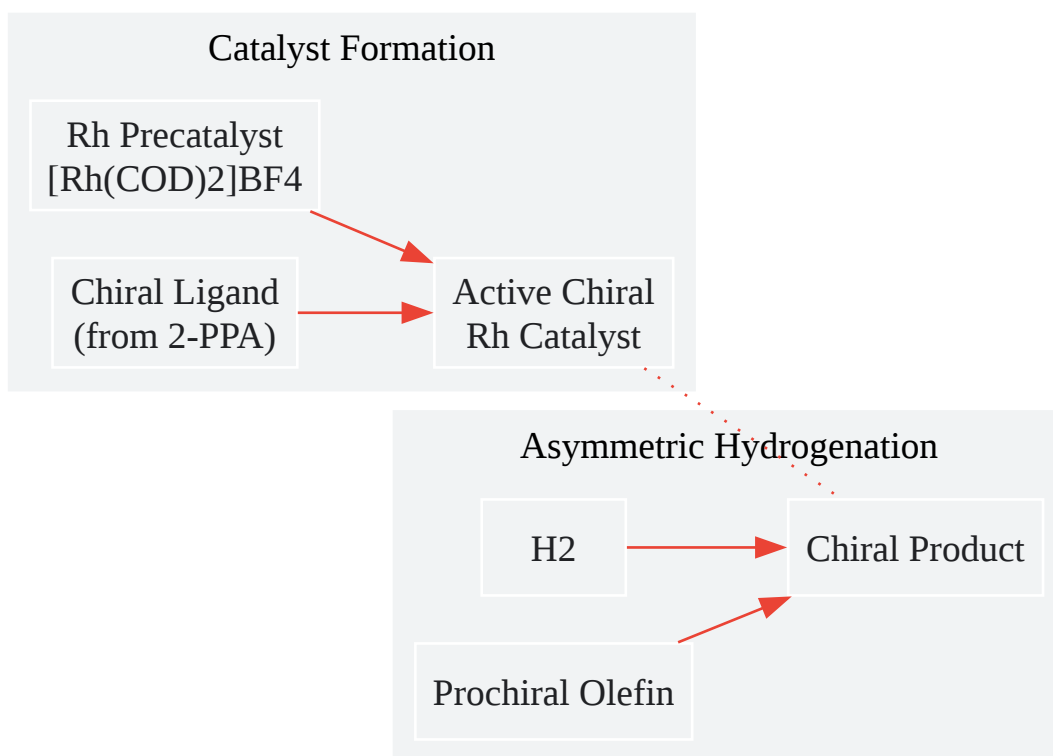 Catalyst Formation
Rh Precatalyst
[Rh(COD)2]BF4
Chiral Ligand
(from 2-PPA)
Active Chiral
Rh Catalyst
Asymmetric Hydrogenation
H2
Chiral Product
Prochiral Olefin